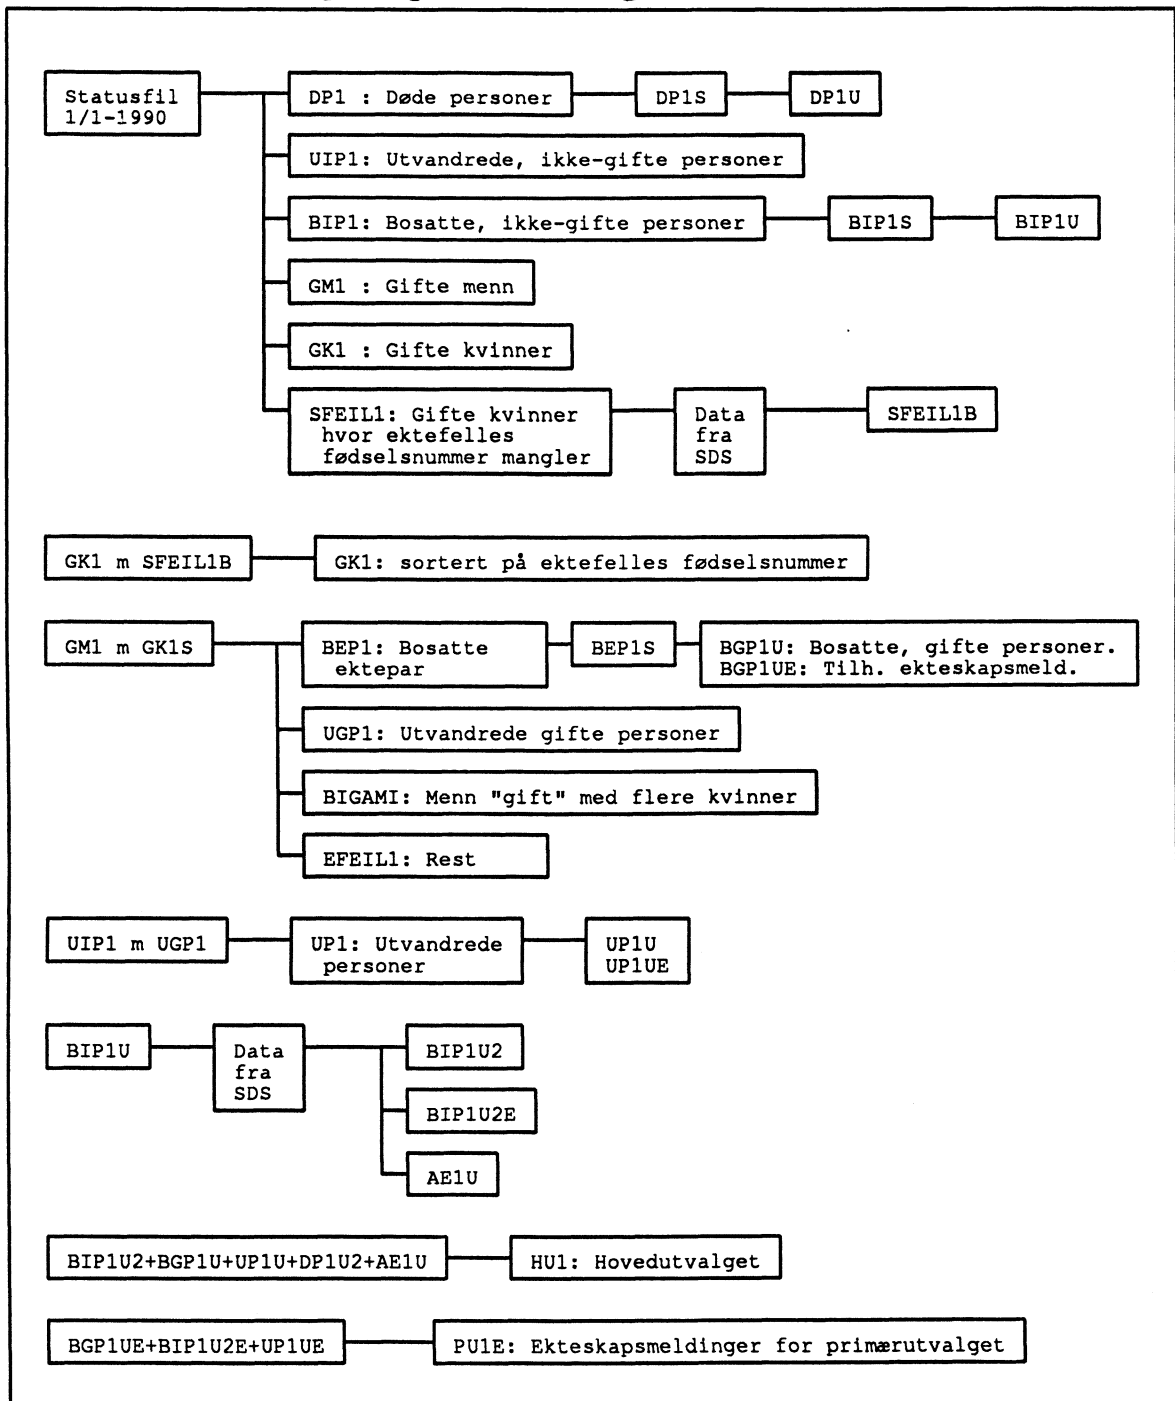 Statusfil
1/1-1990
DP1 : Døde personer
DP1S
DP1U
UIP1: Utvandrede, ikke-gifte personer
BIP1: Bosatte, ikke-gifte personer
BIP1S
BIP1U
GM1 : Gifte menn
GK1 : Gifte kvinner
SFEIL1: Gifte kvinner
hvor ektefelles
fødselsnummer mangler
Data
fra
SDS
SFEIL1B
GK1 m SFEIL1B
GK1: sortert på ektefelles fødselsnummer
GM1 m GK1S
BEP1: Bosatte
ektepar
BEP1S
BGP1U: Bosatte, gifte personer.
BGP1UE: Tilh. ekteskapsmeld.
UGP1: Utvandrede gifte personer
BIGAMI: Menn "gift" med flere kvinner
EFEIL1: Rest
UIP1 m UGP1
UP1: Utvandrede
personer
UP1U
UP1UE
BIP1U
Data
fra
SDS
BIP1U2
BIP1U2E
AE1U
BIP1U2+BGP1U+UP1U+DP1U2+AE1U
HU1: Hovedutvalget
BGP1UE+BIP1U2E+UP1UE
PU1E: Ekteskapsmeldinger for primærutvalget